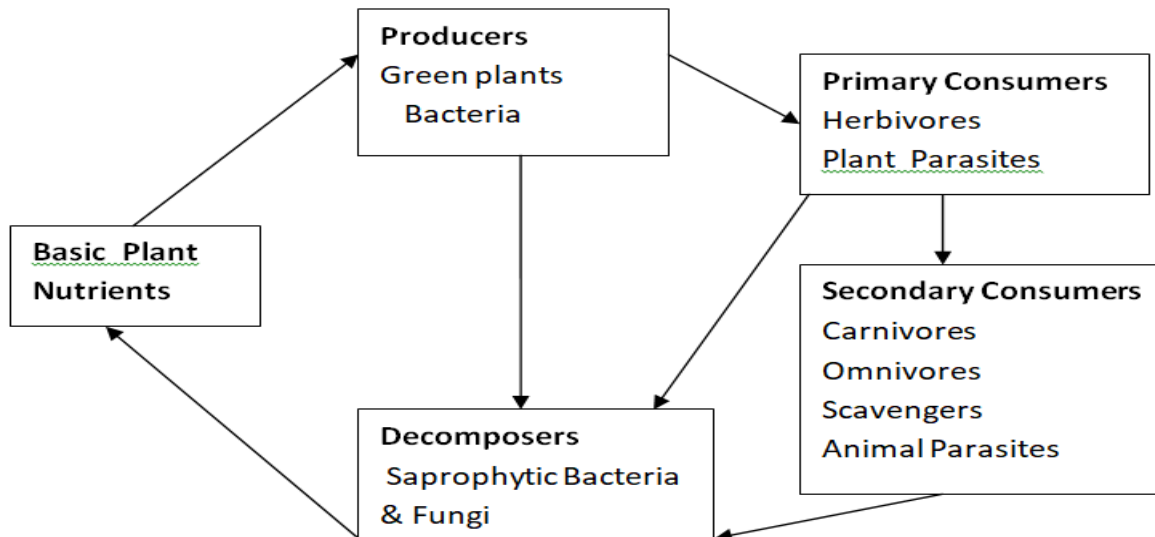 Producers
Green plants
Bacteria
Primary Consumers
Herbivores
Plant Parasites
Basic Plant
Nutrients
Secondary Consumers
Carnivores
Omnivores
Scavengers
Animal Parasites
Decomposers
Saprophytic Bacteria
& Fungi